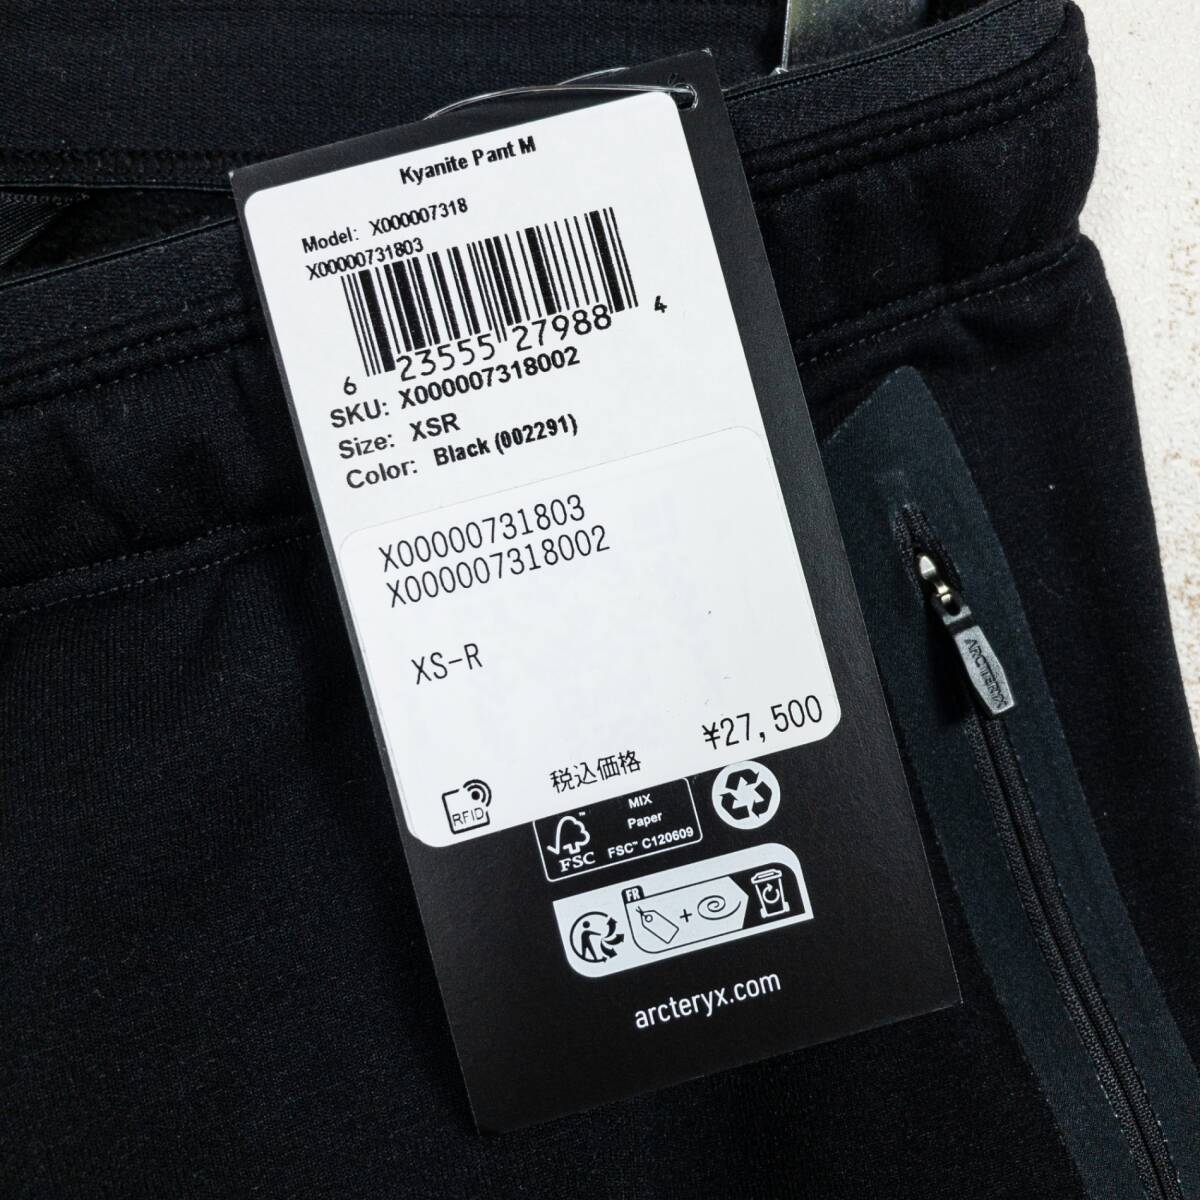 Kyanite Pant M
Model: X000007318
X00000731803
6 23555 27988 4
SKU: X000007318002
Size: XSR
Color: Black (002291)
X00000731803
X000007318002
XS-R
¥27,500
税込価格
RFID
MIX
Paper
FSC™ C120609
FSC™
FR
+
arcteryx.com
ARC'TERYX